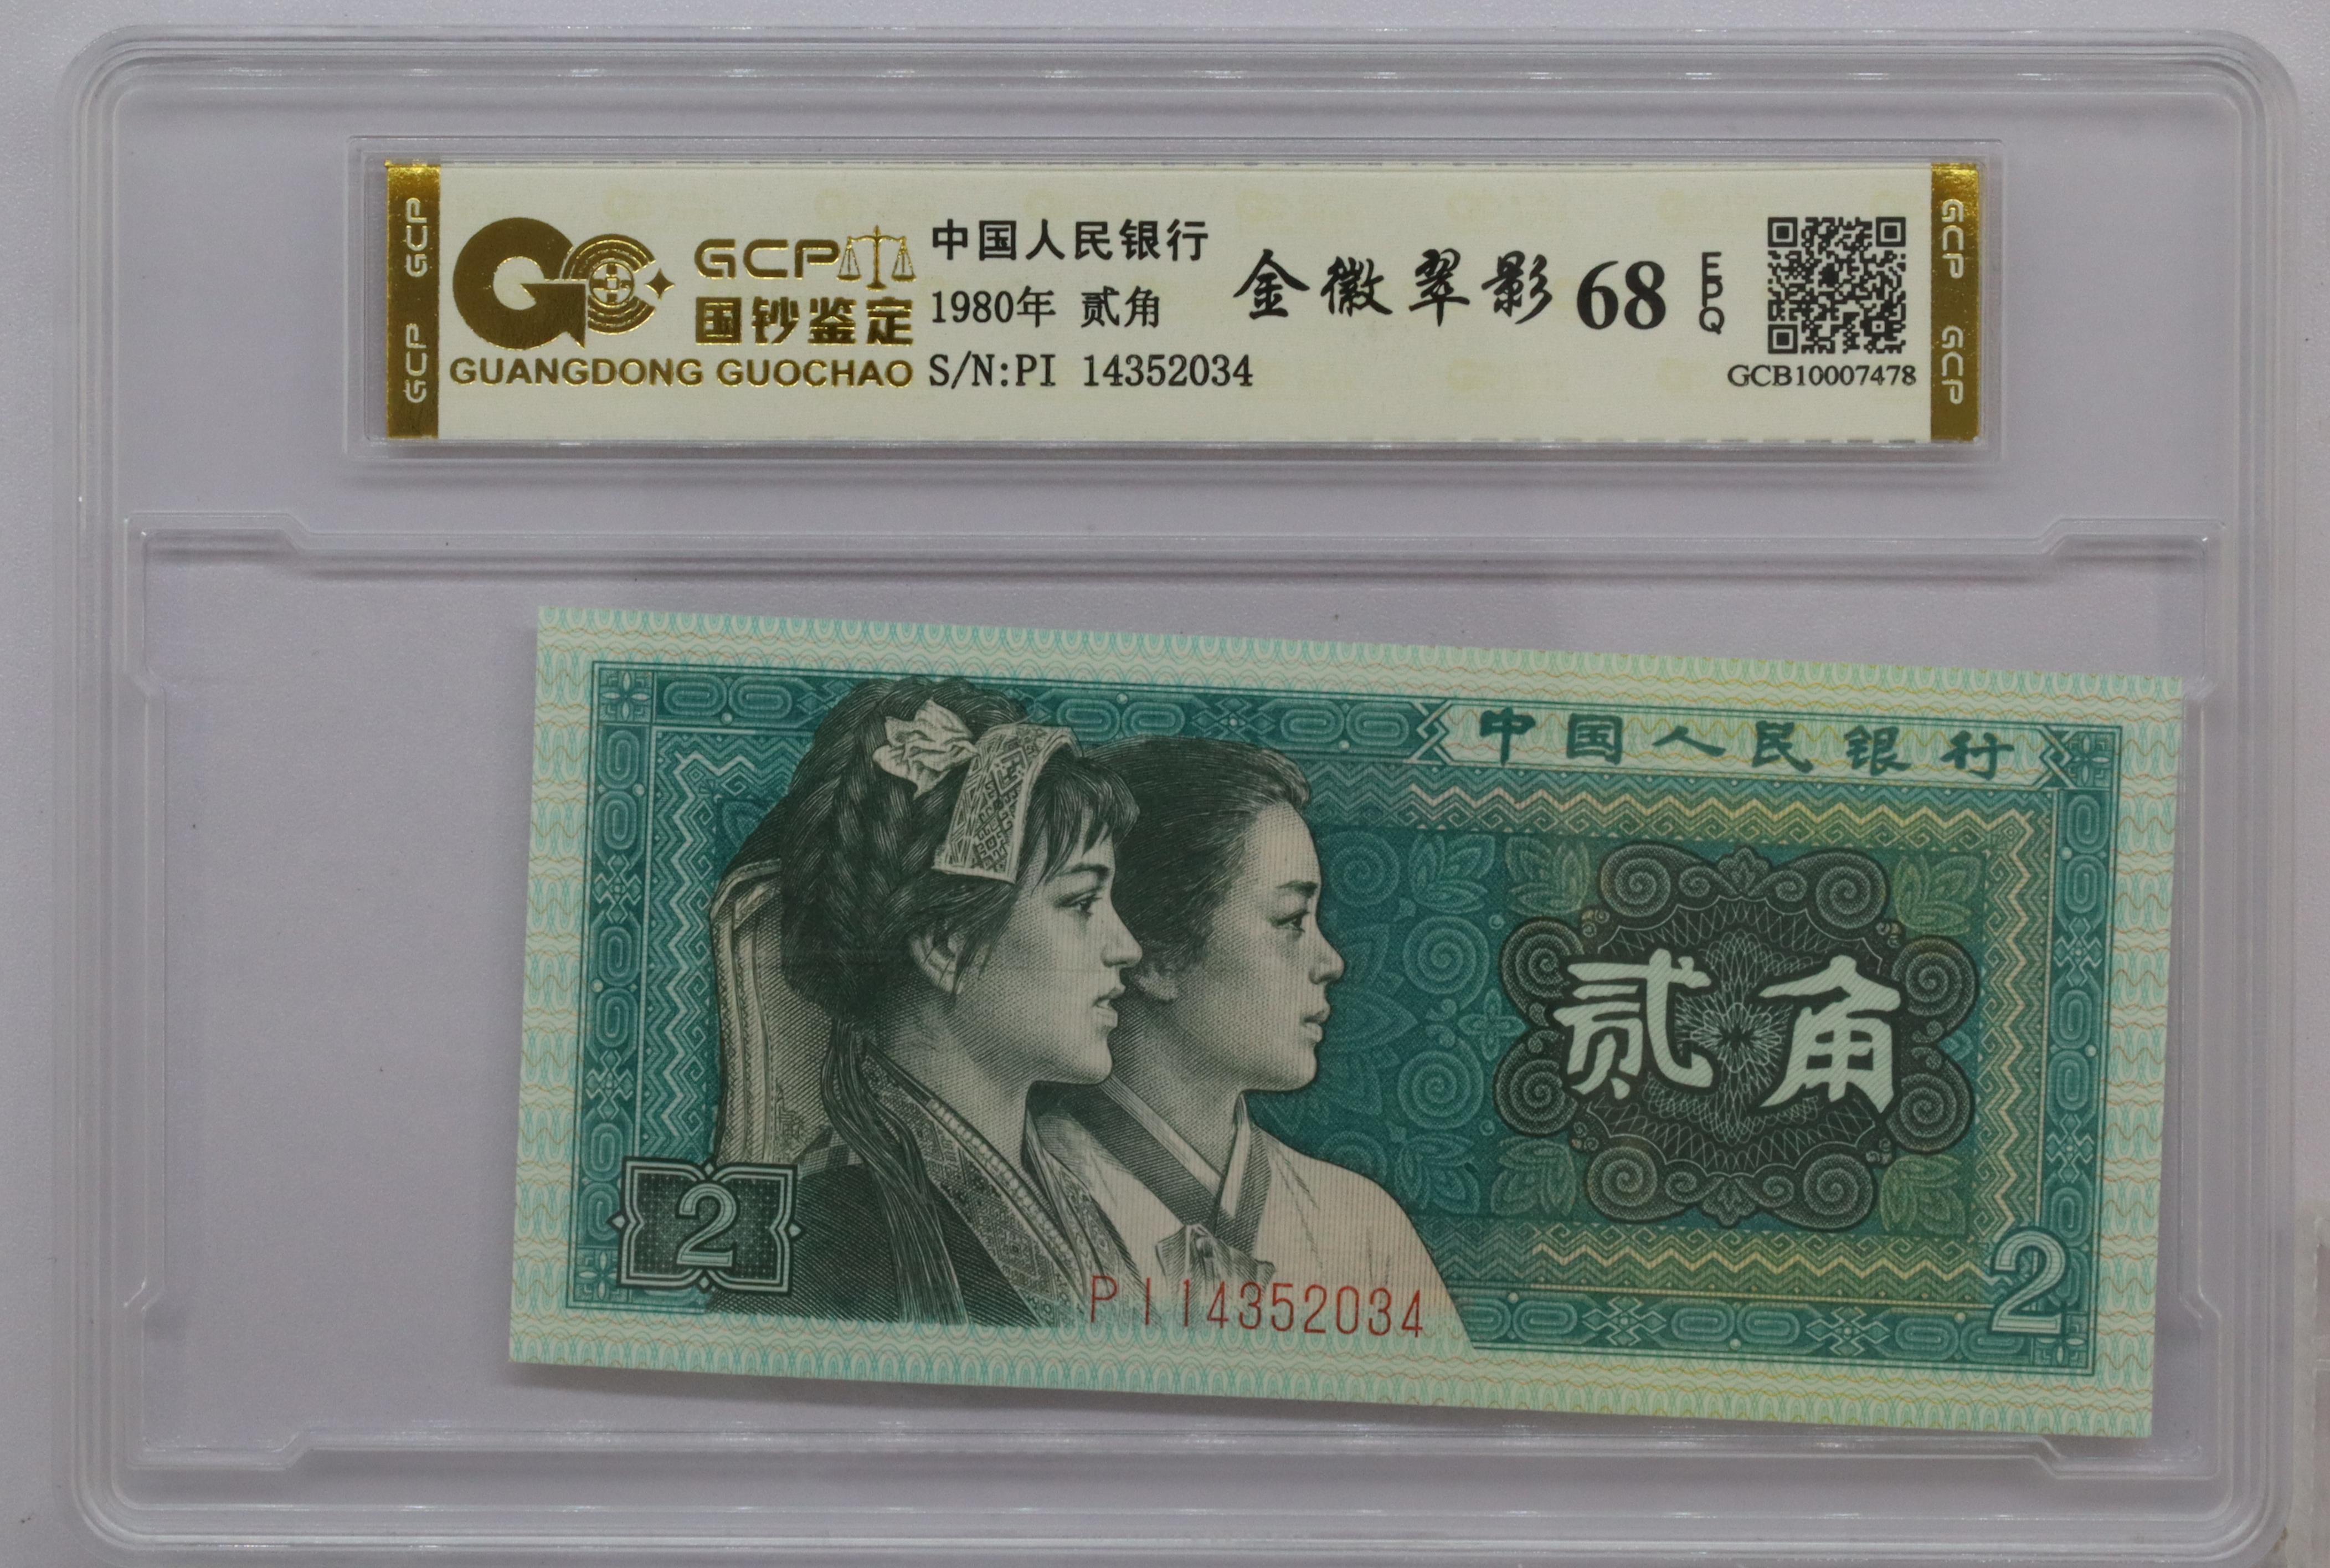 GCP
GCP
GCP
国钞鉴定
GUANGDONG GUOCHAO
中国人民银行
1980年 贰角
S/N:PI 14352034
金徽翠影 68 EPQ
GCB10007478
GCP
GCP
中国人民银行
贰角
2
PI14352034
2